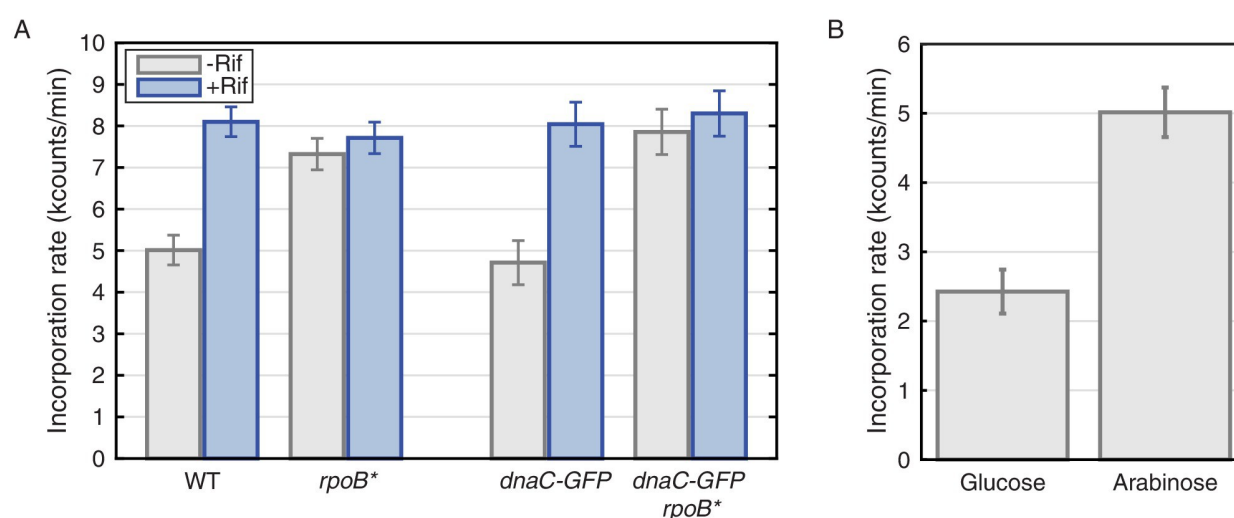 A
Incorporation rate (kcounts/min)
10
9
8
7
6
5
4
3
2
1
0
-Rif
+Rif
WT
rpoB*
dnaC-GFP
dnaC-GFP
rpoB*
B
Incorporation rate (kcounts/min)
6
5
4
3
2
1
0
Glucose
Arabinose